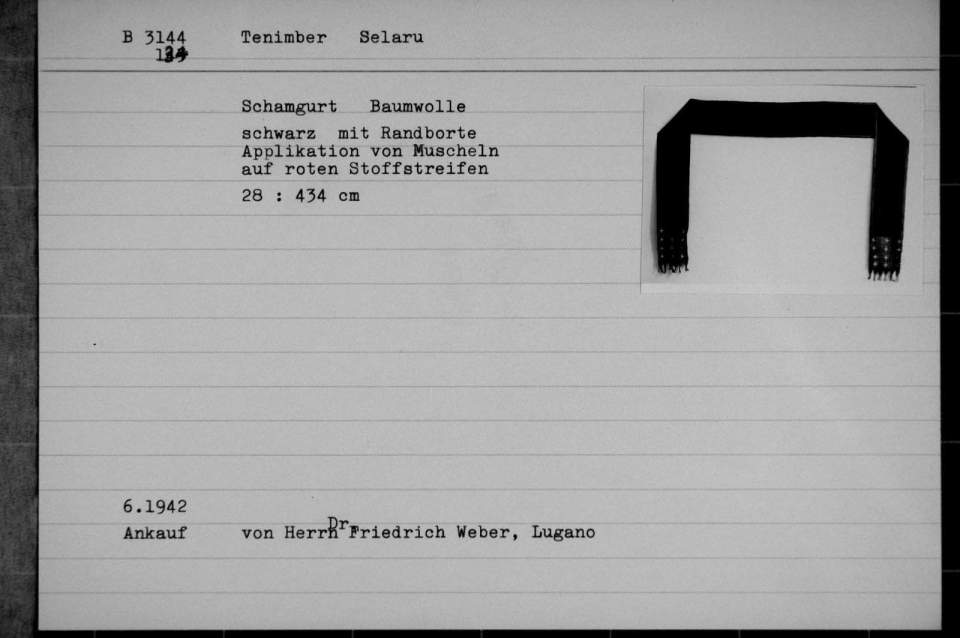 B 3144 Tenimber Selaru
Schamgurt Baumwolle
schwarz mit Randborte
Applikation von Muscheln
auf roten Stoffstreifen
28 : 434 cm
6.1942
Ankauf von Herrn Dr. Friedrich Weber, Lugano